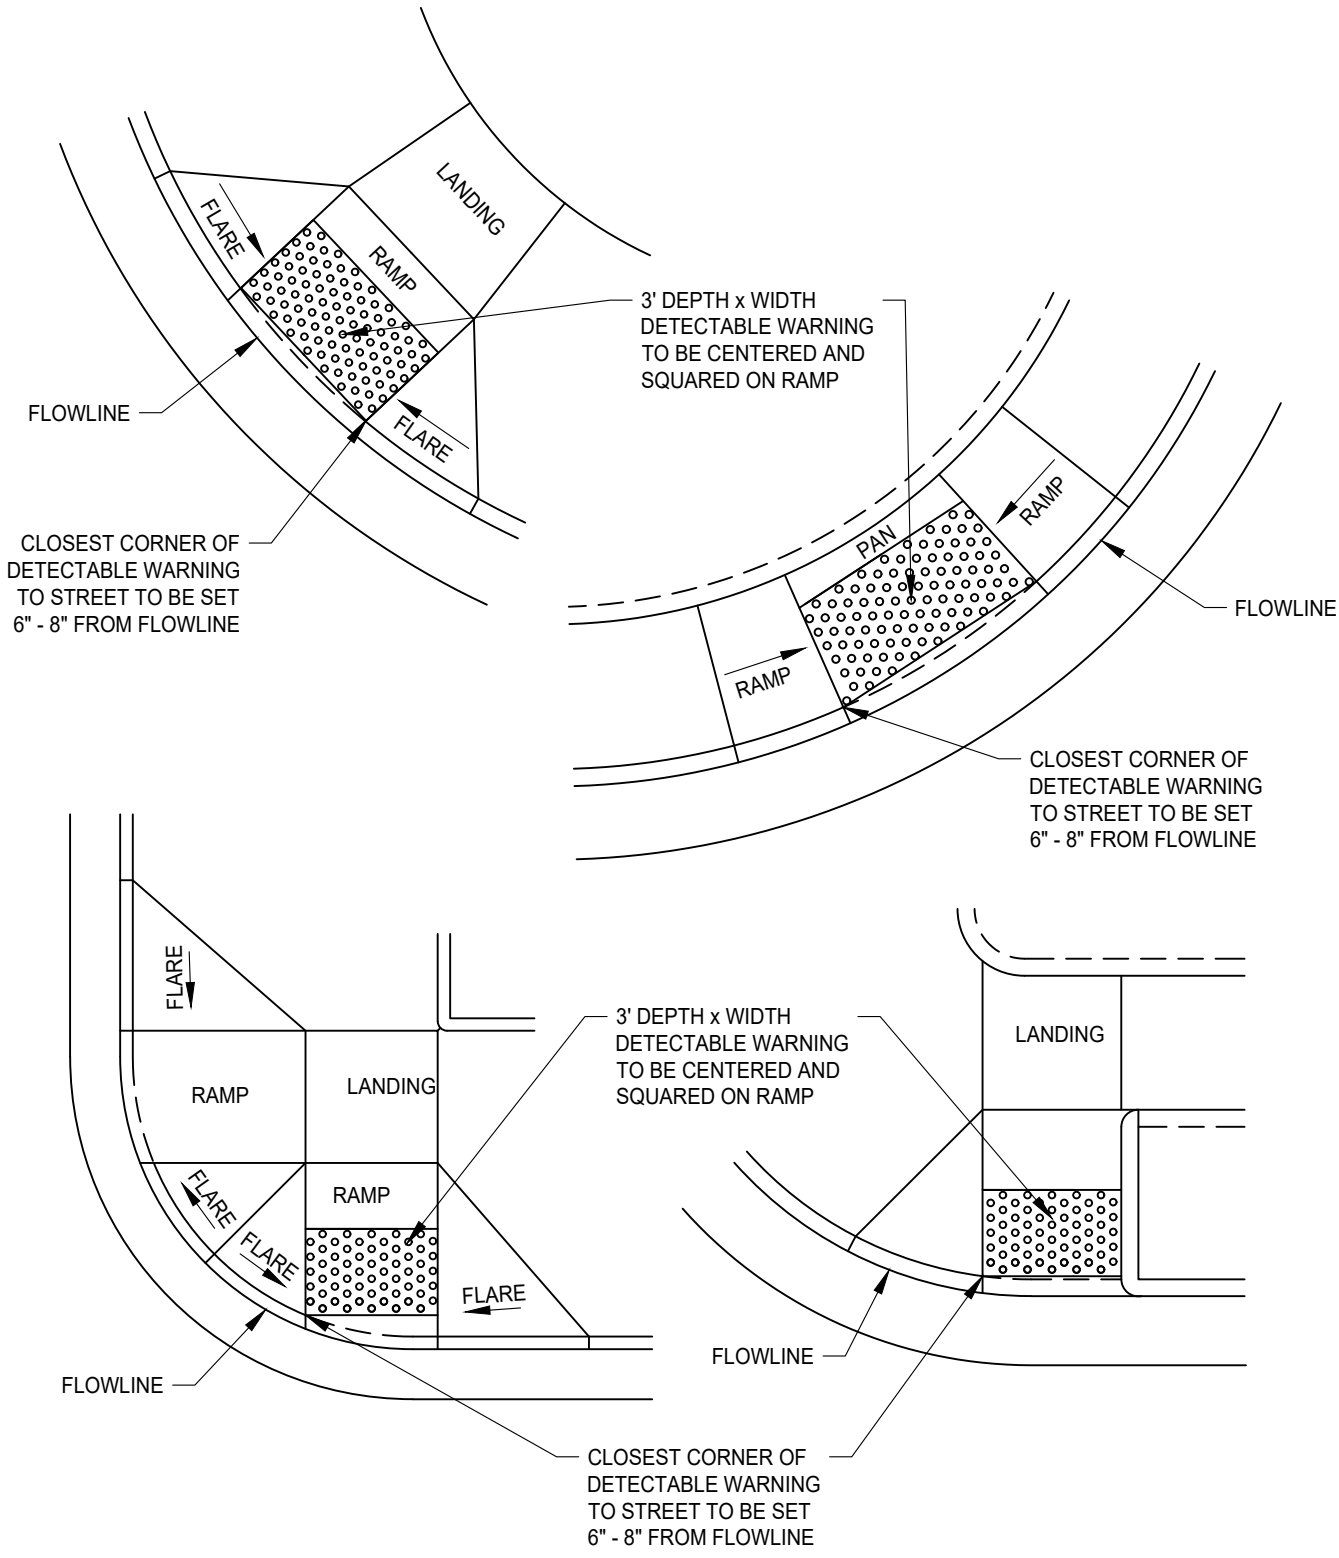 LANDING
FLARE
RAMP
3' DEPTH x WIDTH
DETECTABLE WARNING
TO BE CENTERED AND
SQUARED ON RAMP
FLOWLINE
FLARE
RAMP
PAN
CLOSEST CORNER OF
DETECTABLE WARNING
TO STREET TO BE SET
6" - 8" FROM FLOWLINE
FLOWLINE
RAMP
CLOSEST CORNER OF
DETECTABLE WARNING
TO STREET TO BE SET
6" - 8" FROM FLOWLINE
FLARE
3' DEPTH x WIDTH
DETECTABLE WARNING
TO BE CENTERED AND
SQUARED ON RAMP
LANDING
RAMP
LANDING
FLARE
RAMP
FLARE
FLARE
FLOWLINE
FLOWLINE
CLOSEST CORNER OF
DETECTABLE WARNING
TO STREET TO BE SET
6" - 8" FROM FLOWLINE